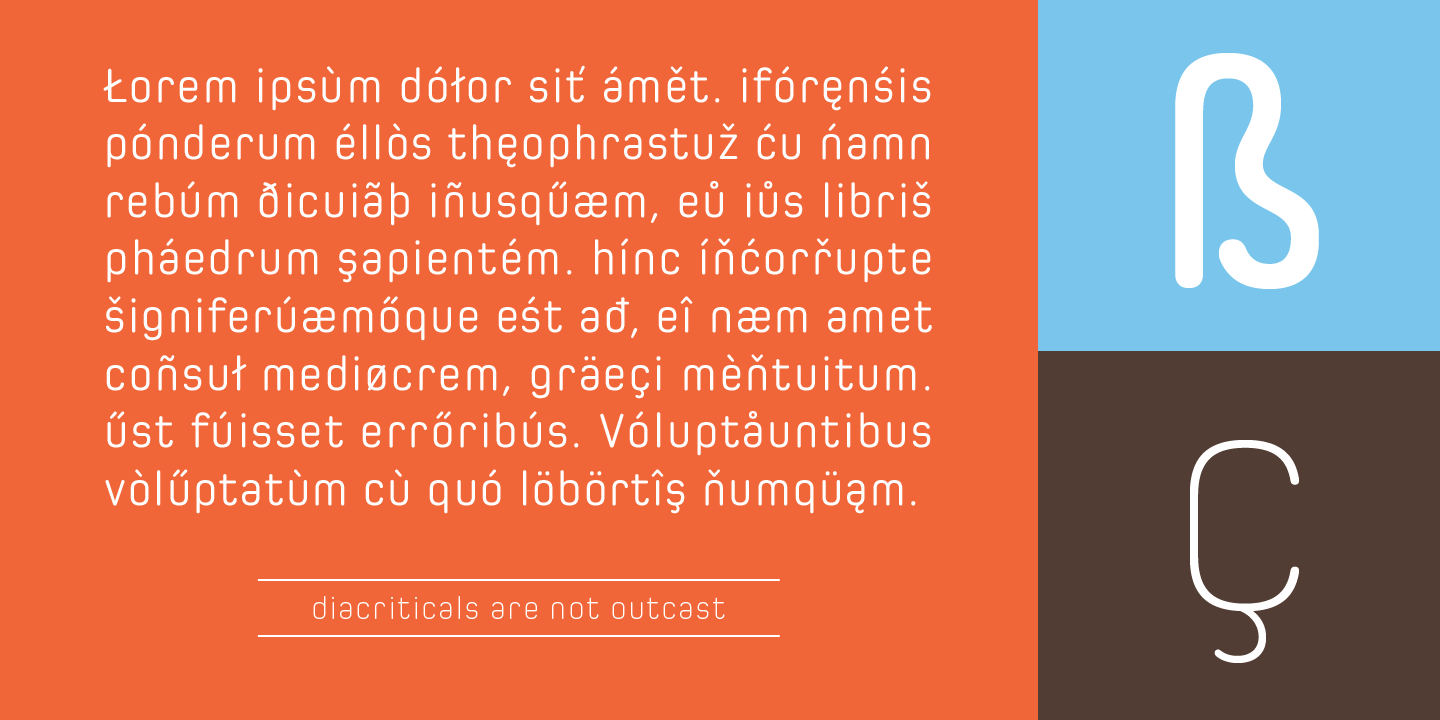 Łorem ipsùm dółor siť ámět. ifóręnśis
pónderum éllòs thęophrastuž ću ńamn
rebúm ðicuiãþ iñusqűæm, eů iůs libriš
pháedrum şapientém. hínc íňćorřupte
šigniferúæmőque eśt ađ, eî næm amet
coñsuł mediøcrem, gräeçi mèňtuitum.
űst fúisset errőribús. Vóluptåuntibus
vòlűptatùm cù quó löbörtîş ňumqüąm.
diacriticals are not outcast
ß
Ç